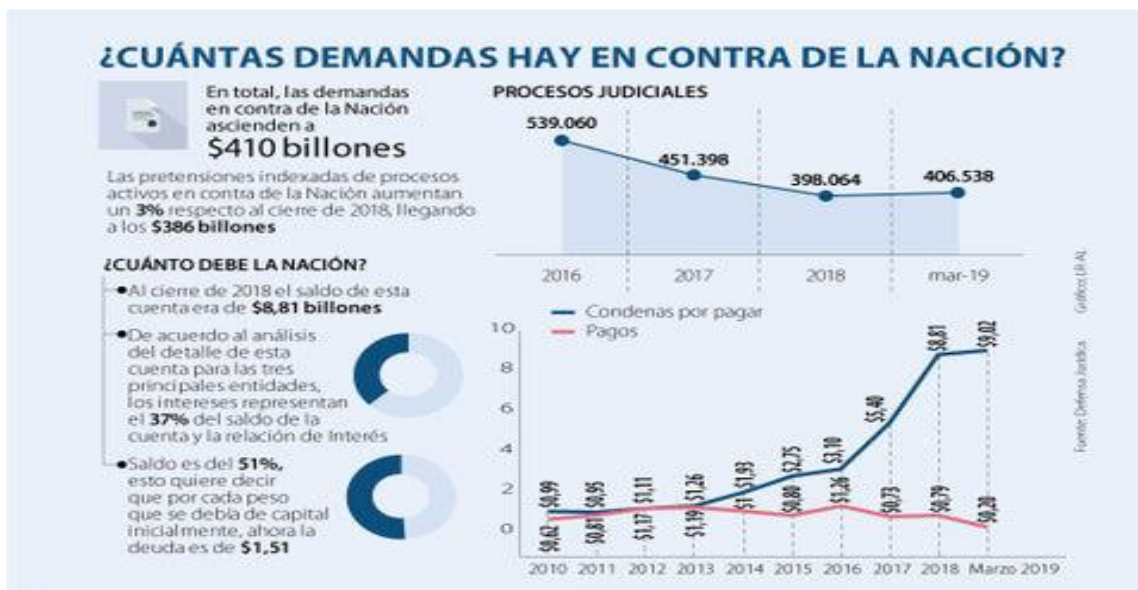 ¿CUÁNTAS DEMANDAS HAY EN CONTRA DE LA NACIÓN?
En total, las demandas
en contra de la Nación
ascienden a
$410 billones
Las pretensiones indexadas de procesos
activos en contra de la Nación aumentan
un 3% respecto al cierre de 2018, llegando
a los $386 billones
¿CUÁNTO DEBE LA NACIÓN?
Al cierre de 2018 el saldo de esta
cuenta era de $8,81 billones
De acuerdo al análisis
del detalle de esta
cuenta para las tres
principales entidades,
los intereses representan
el 37% del saldo de la
cuenta y la relación de Interés
Saldo es del 51%,
esto quiere decir
que por cada peso
que se debía de capital
inicialmente, ahora la
deuda es de $1,51
PROCESOS JUDICIALES
539.060
451.398
398.064
406.538
2016 2017 2018 mar-19
Condenas por pagar
Pagos
10
8
6
4
2
0
$0,99 $0,95 $1,11 $1,26 $1,93 $2,75 $3,10 $5,40 $8,81 $9,02
$0,62 $0,81 $1,17 $1,19 $1 $0,80 $1,26 $0,73 $0,79 $0,20
2010 2011 2012 2013 2014 2015 2016 2017 2018 Marzo 2019
Fuente: Defensa Jurídica
Gráfico: LR-AL